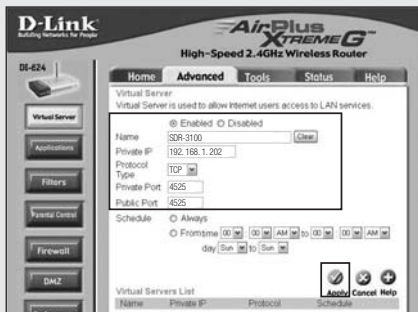 D-Link
Building Networks for People
AirPlus
XTREME G
High-Speed 2.4GHz Wireless Router
DI-624
Home Advanced Tools Status Help
Virtual Server
Applications
Filters
Parental Control
Firewall
DMZ
Virtual Server
Virtual Server is used to allow Internet users access to LAN services.
Enabled Disabled
Name SDR-3100 Clear
Private IP 192.168.1.202
Protocol Type TCP
Private Port 4525
Public Port 4525
Schedule Always
From time 00 : 00 AM to 00 : 00 AM
day Sun to Sun
Apply Cancel Help
Virtual Servers List
Name Private IP Protocol Schedule